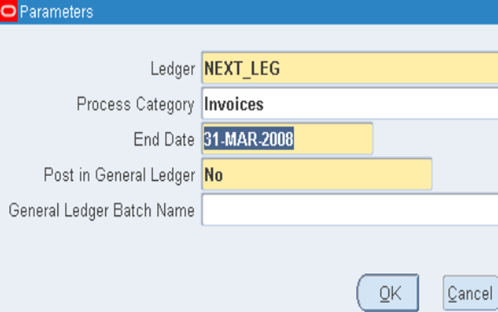 Parameters
Ledger NEXT_LEG
Process Category Invoices
End Date 31-MAR-2008
Post in General Ledger No
General Ledger Batch Name
OK Cancel